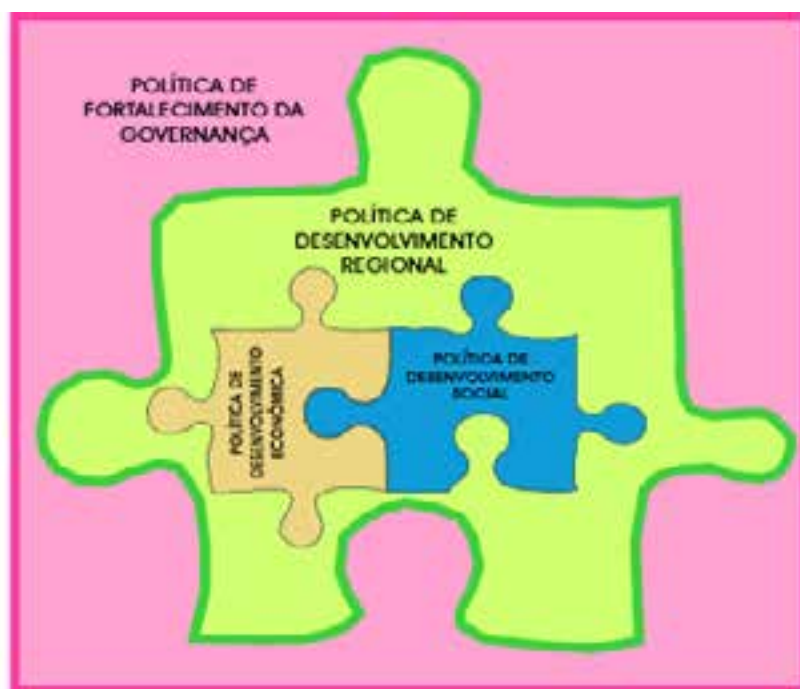 POLÍTICA DE
FORTALECIMENTO DA
GOVERNANÇA
POLÍTICA DE
DESENVOLVIMENTO
REGIONAL
POLÍTICA DE
DESENVOLVIMENTO
ECONÔMICA
POLÍTICA DE
DESENVOLVIMENTO
SOCIAL